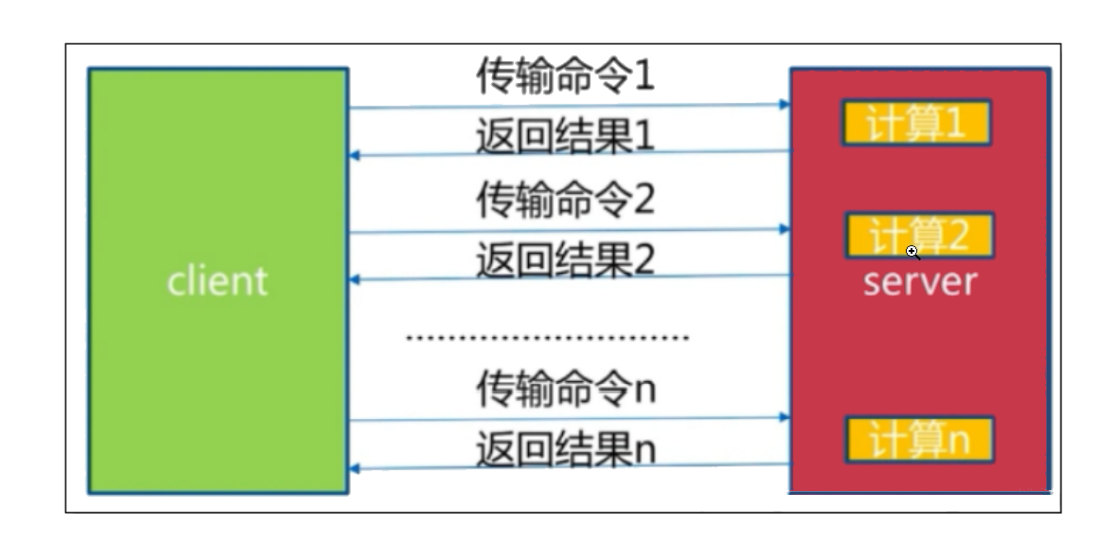 传输命令1
计算1
返回结果1
传输命令2
计算2
返回结果2
client
server
传输命令n
计算n
返回结果n